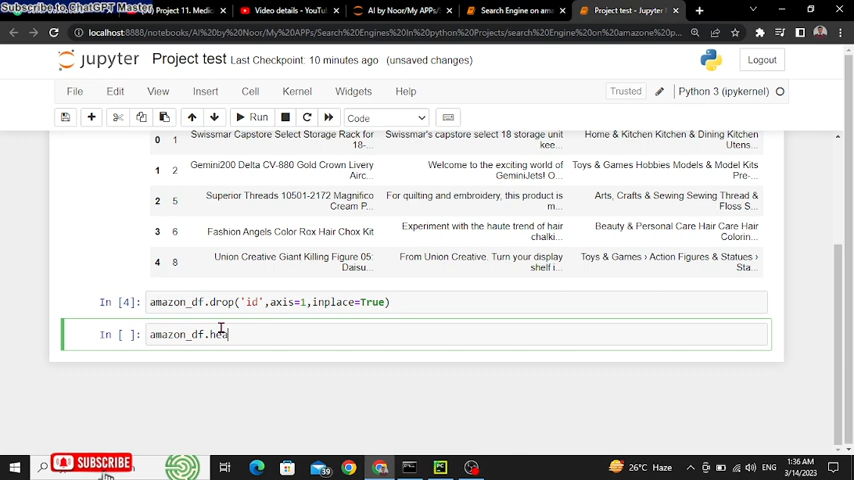 Subscribe to ChatGPT Master
Project 11, Medic
Video details - YouT
AI by Noor/My APPs/
Search Engine on am
Project test - Jupyter
localhost:8888/notebooks/AI%20by%20Noor/My%20APPs/Search%20Engines%20In%20python%20Projects/search%20Engine%20on%20amazone%20p...
jupyter Project test Last Checkpoint: 10 minutes ago (unsaved changes)
Logout
File Edit View Insert Cell Kernel Widgets Help
Trusted
Python 3 (ipykernel)
Run
Code
0 1 Swissmar Capstore Select Storage Rack for 18-... Swissmar's capstore select 18 storage unit kee... Home & Kitchen Kitchen & Dining Kitchen Utens...
1 2 Gemini200 Delta CV-880 Gold Crown Livery Airc... Welcome to the exciting world of GeminiJets! O... Toys & Games Hobbies Models & Model Kits Pre-...
2 5 Superior Threads 10501-2172 Magnifico Cream P... For quilting and embroidery, this product is m... Arts, Crafts & Sewing Sewing Thread & Floss S...
3 6 Fashion Angels Color Rox Hair Chox Kit Experiment with the haute trend of hair chalki... Beauty & Personal Care Hair Care Hair Colorin...
4 8 Union Creative Giant Killing Figure 05: Daisu... From Union Creative. Turn your display shelf i... Toys & Games › Action Figures & Statues › Sta...
In [4]: amazon_df.drop('id',axis=1,inplace=True)
In [ ]: amazon_df.hea
SUBSCRIBE
39
26°C Haze
ENG
1:36 AM
3/14/2023